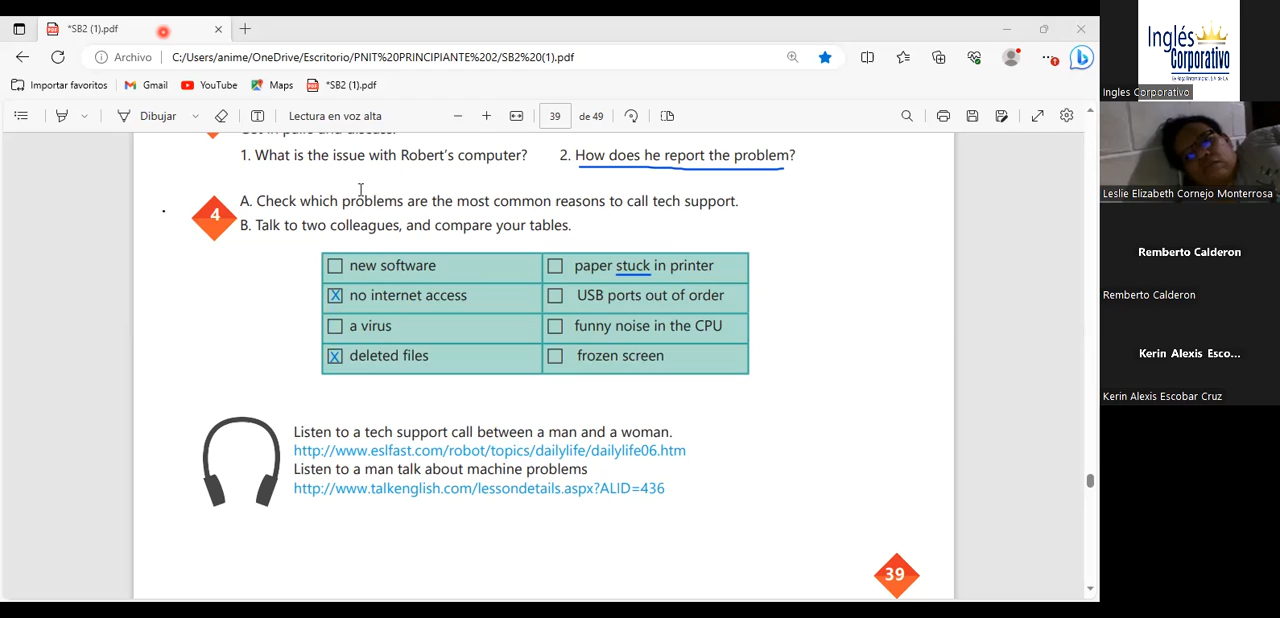 *SB2 (1).pdf
Archivo
C:/Users/anime/OneDrive/Escritorio/PNIT%20PRINCIPIANTE%202/SB2%20(1).pdf
Importar favoritos
Gmail
YouTube
Maps
*SB2 (1).pdf
Dibujar
Lectura en voz alta
39
de 49
Get in pairs and discuss.
1. What is the issue with Robert's computer?
2. How does he report the problem?
4
A. Check which problems are the most common reasons to call tech support.
B. Talk to two colleagues, and compare your tables.
new software
paper stuck in printer
X no internet access
USB ports out of order
a virus
funny noise in the CPU
X deleted files
frozen screen
Listen to a tech support call between a man and a woman.
http://www.eslfast.com/robot/topics/dailylife/dailylife06.htm
Listen to a man talk about machine problems
http://www.talkenglish.com/lessondetails.aspx?ALID=436
39
Inglés
Corporativo
Ingles Corporativo
Leslie Elizabeth Cornejo Monterrosa
Remberto Calderon
Remberto Calderon
Kerin Alexis Esco...
Kerin Alexis Escobar Cruz